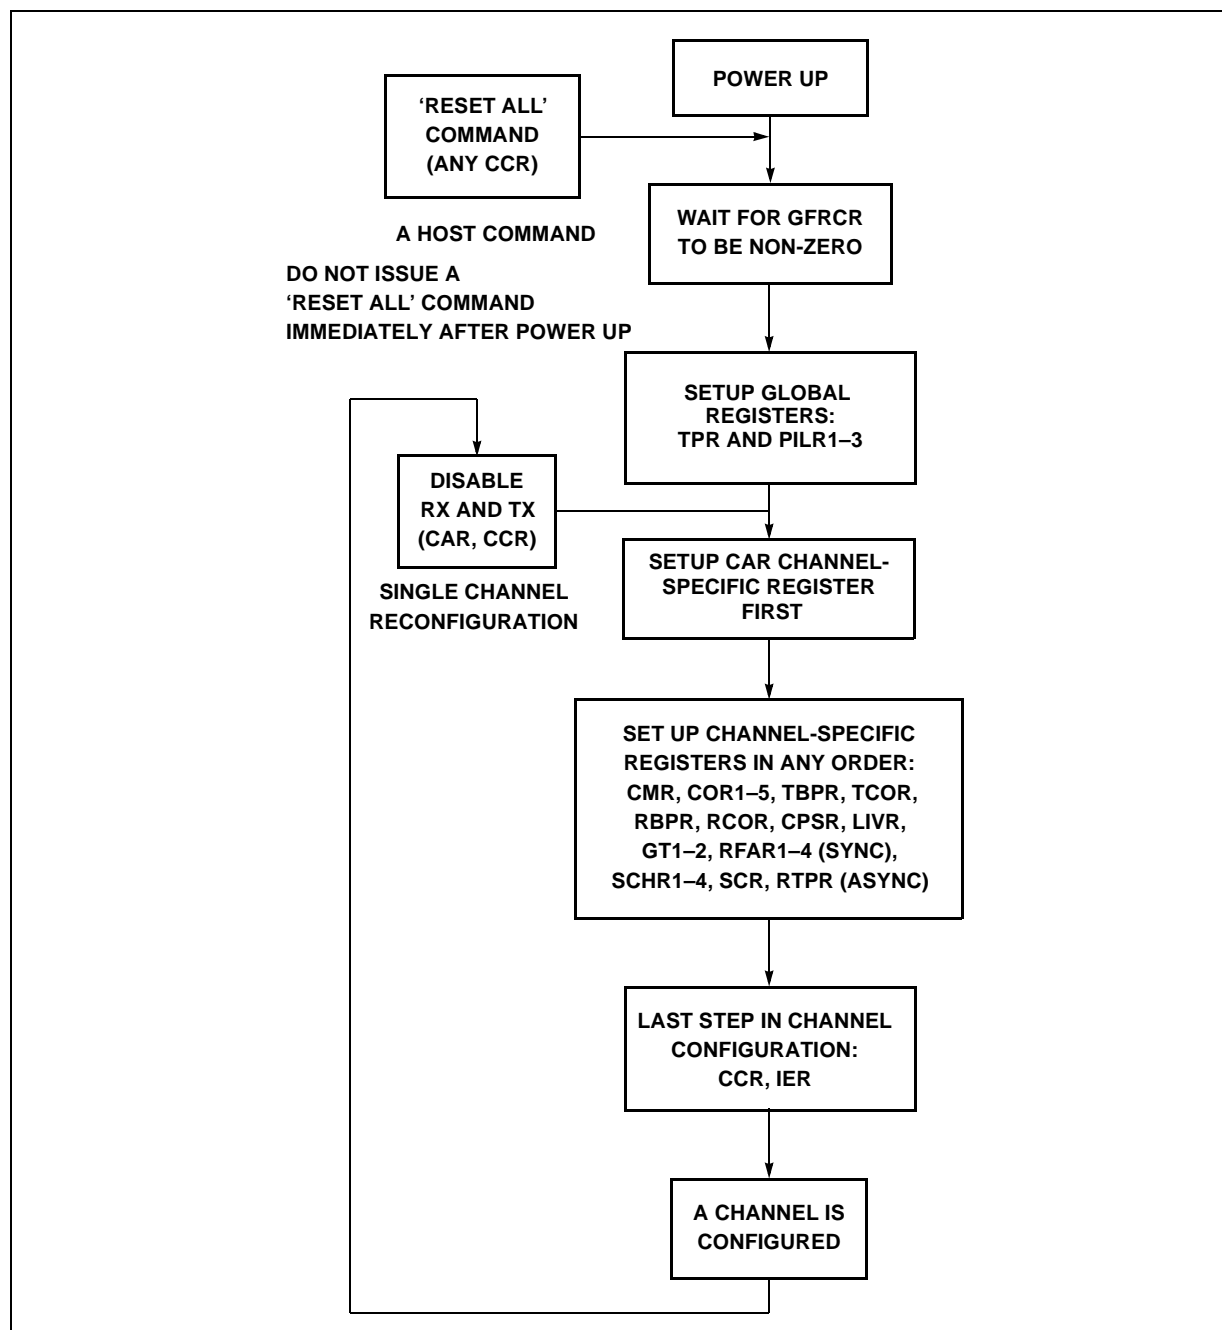 POWER UP
‘RESET ALL’
COMMAND
(ANY CCR)
A HOST COMMAND
WAIT FOR GFRCR
TO BE NON-ZERO
DO NOT ISSUE A
‘RESET ALL’ COMMAND
IMMEDIATELY AFTER POWER UP
SETUP GLOBAL
REGISTERS:
TPR AND PILR1–3
DISABLE
RX AND TX
(CAR, CCR)
SINGLE CHANNEL
RECONFIGURATION
SETUP CAR CHANNEL-
SPECIFIC REGISTER
FIRST
SET UP CHANNEL-SPECIFIC
REGISTERS IN ANY ORDER:
CMR, COR1–5, TBPR, TCOR,
RBPR, RCOR, CPSR, LIVR,
GT1–2, RFAR1–4 (SYNC),
SCHR1–4, SCR, RTPR (ASYNC)
LAST STEP IN CHANNEL
CONFIGURATION:
CCR, IER
A CHANNEL IS
CONFIGURED